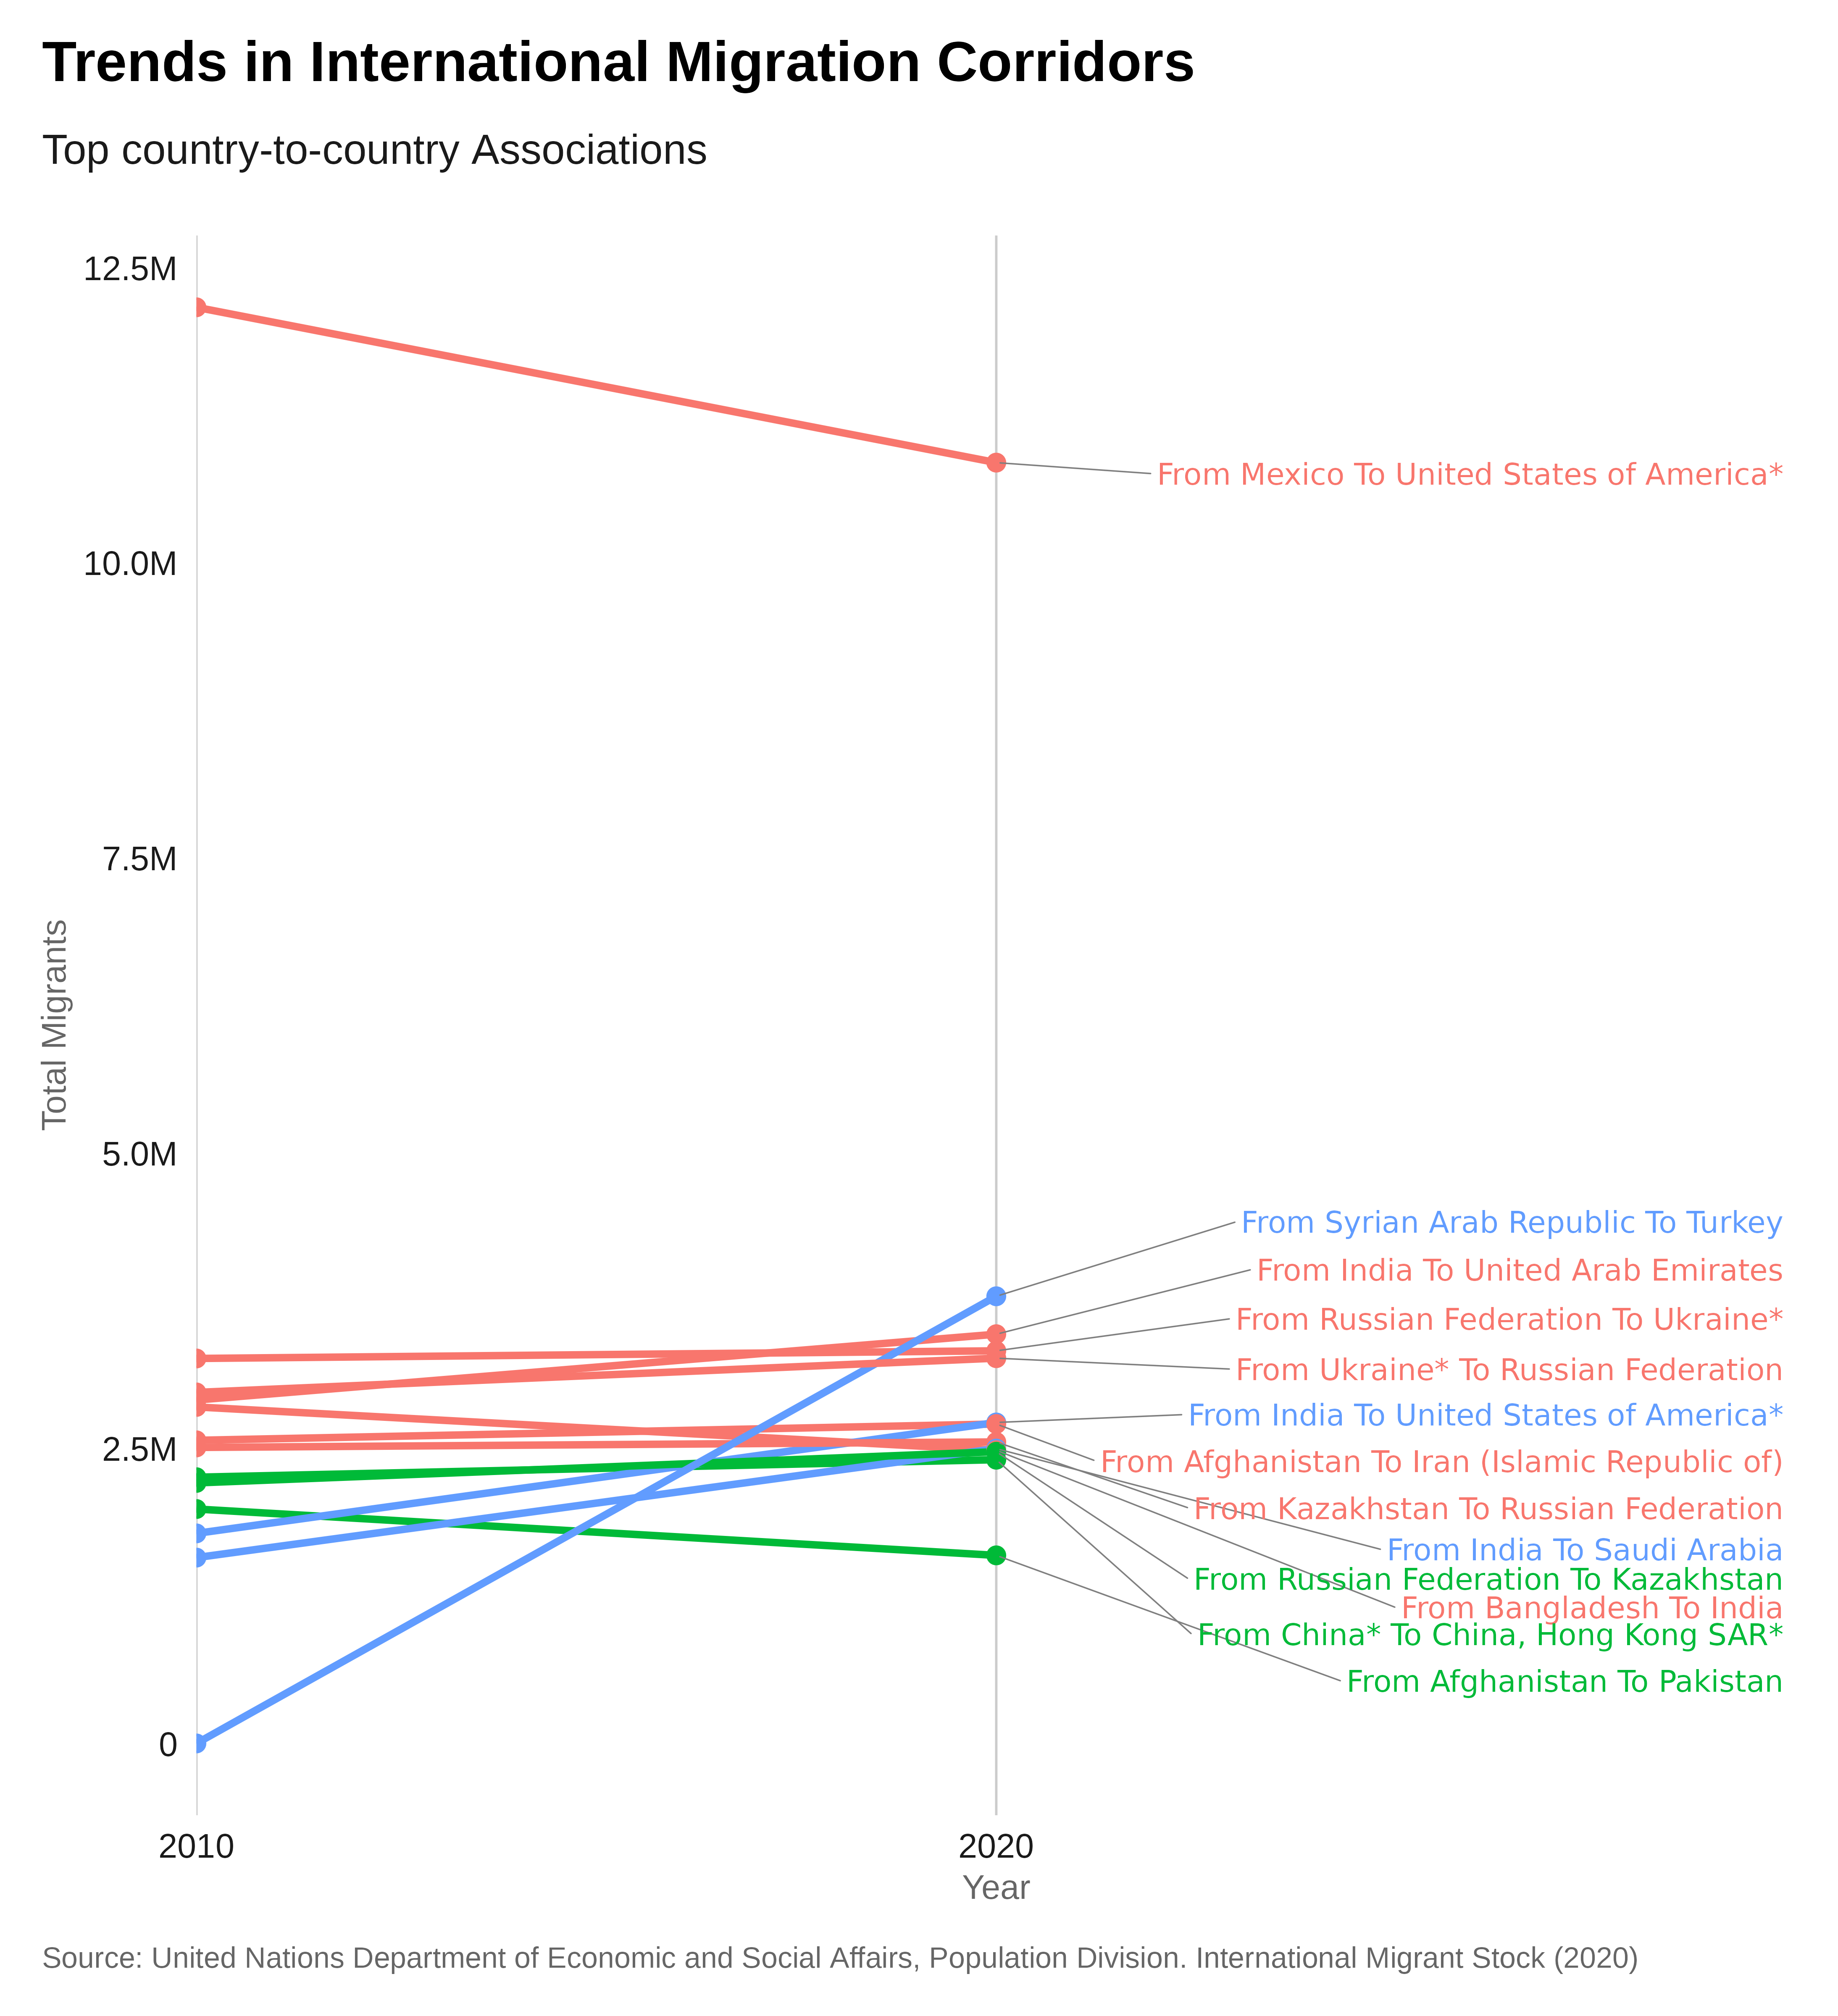 Trends in International Migration Corridors
Top country-to-country Associations
12.5M
10.0M
7.5M
5.0M
2.5M
0
Total Migrants
From Mexico To United States of America*
From Syrian Arab Republic To Turkey
From India To United Arab Emirates
From Russian Federation To Ukraine*
From Ukraine* To Russian Federation
From India To United States of America*
From Afghanistan To Iran (Islamic Republic of)
From Kazakhstan To Russian Federation
From India To Saudi Arabia
From Russian Federation To Kazakhstan
From Bangladesh To India
From China* To China, Hong Kong SAR*
From Afghanistan To Pakistan
2010
2020
Year
Source: United Nations Department of Economic and Social Affairs, Population Division. International Migrant Stock (2020)